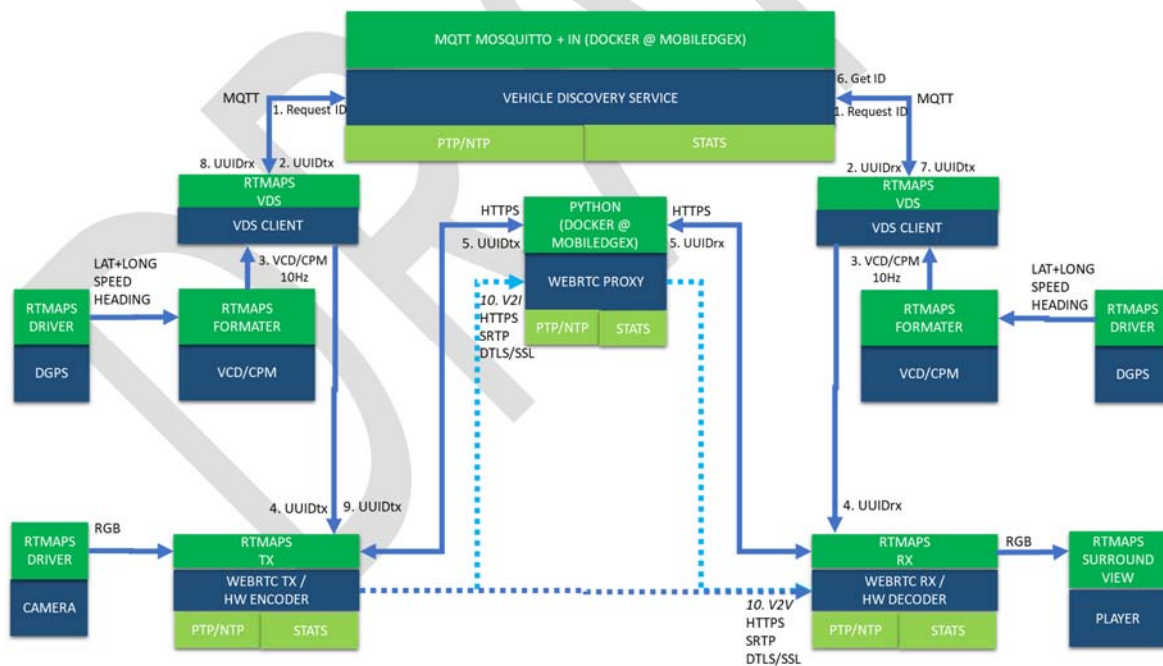 MQTT MOSQUITTO + IN (DOCKER @ MOBILEDGEX)
VEHICLE DISCOVERY SERVICE
PTP/NTP
STATS
MQTT
1. Request ID
8. UUIDrx
2. UUIDtx
6. Get ID
MQTT
1. Request ID
2. UUIDrx
7. UUIDtx
RTMAPS
VDS
VDS CLIENT
3. VCD/CPM
10Hz
LAT+LONG
SPEED
HEADING
RTMAPS
DRIVER
DGPS
RTMAPS
FORMATER
VCD/CPM
HTTPS
5. UUIDtx
PYTHON
(DOCKER @
MOBILEDGEX)
WEBRTC PROXY
PTP/NTP
STATS
HTTPS
5. UUIDrx
10. V2I
HTTPS
SRTP
DTLS/SSL
RTMAPS
VDS
VDS CLIENT
3. VCD/CPM
10Hz
LAT+LONG
SPEED
HEADING
RTMAPS
FORMATER
VCD/CPM
RTMAPS
DRIVER
DGPS
4. UUIDtx
9. UUIDtx
RGB
RTMAPS
DRIVER
CAMERA
RTMAPS
TX
WEBRTC TX /
HW ENCODER
PTP/NTP
STATS
4. UUIDrx
10. V2V
HTTPS
SRTP
DTLS/SSL
RTMAPS
RX
WEBRTC RX /
HW DECODER
PTP/NTP
STATS
RGB
RTMAPS
SURROUND
VIEW
PLAYER